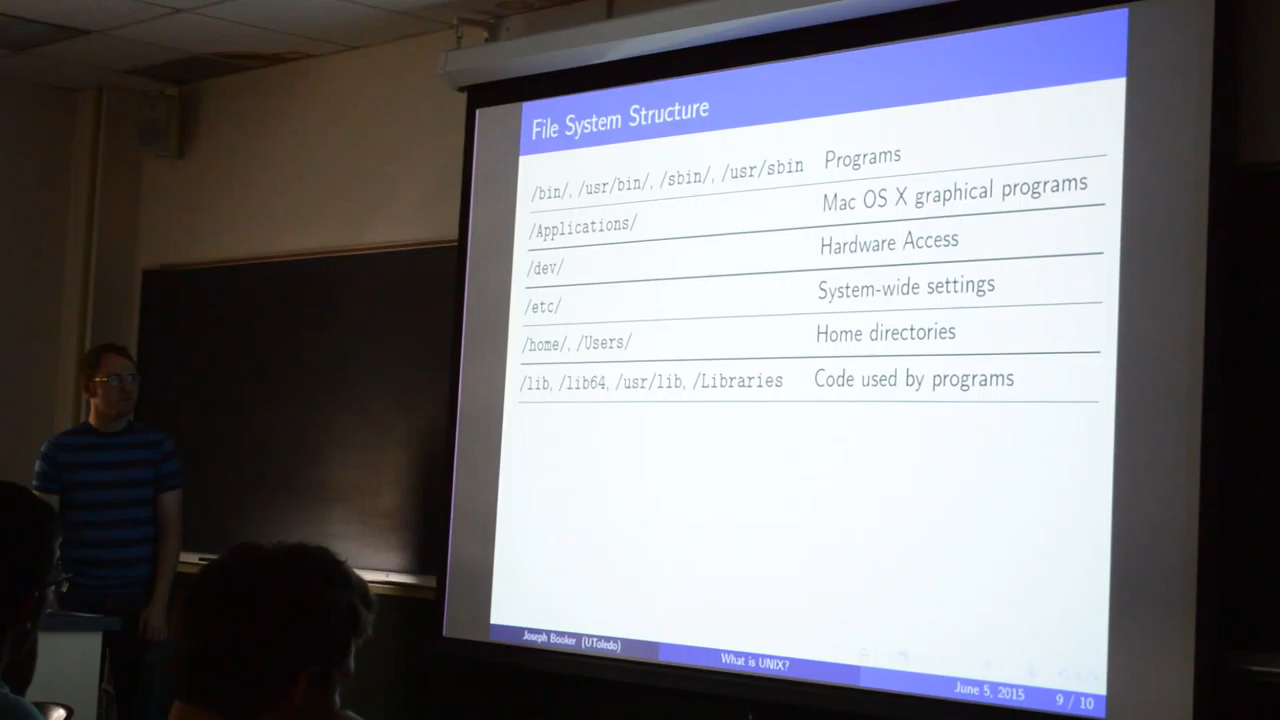 File System Structure
/bin/, /usr/bin/, /sbin/, /usr/sbin Programs
/Applications/ Mac OS X graphical programs
/dev/ Hardware Access
/etc/ System-wide settings
/home/, /Users/ Home directories
/lib, /lib64, /usr/lib, /Libraries Code used by programs
Joseph Booker (UToledo) What is UNIX? June 5, 2015 9 / 10